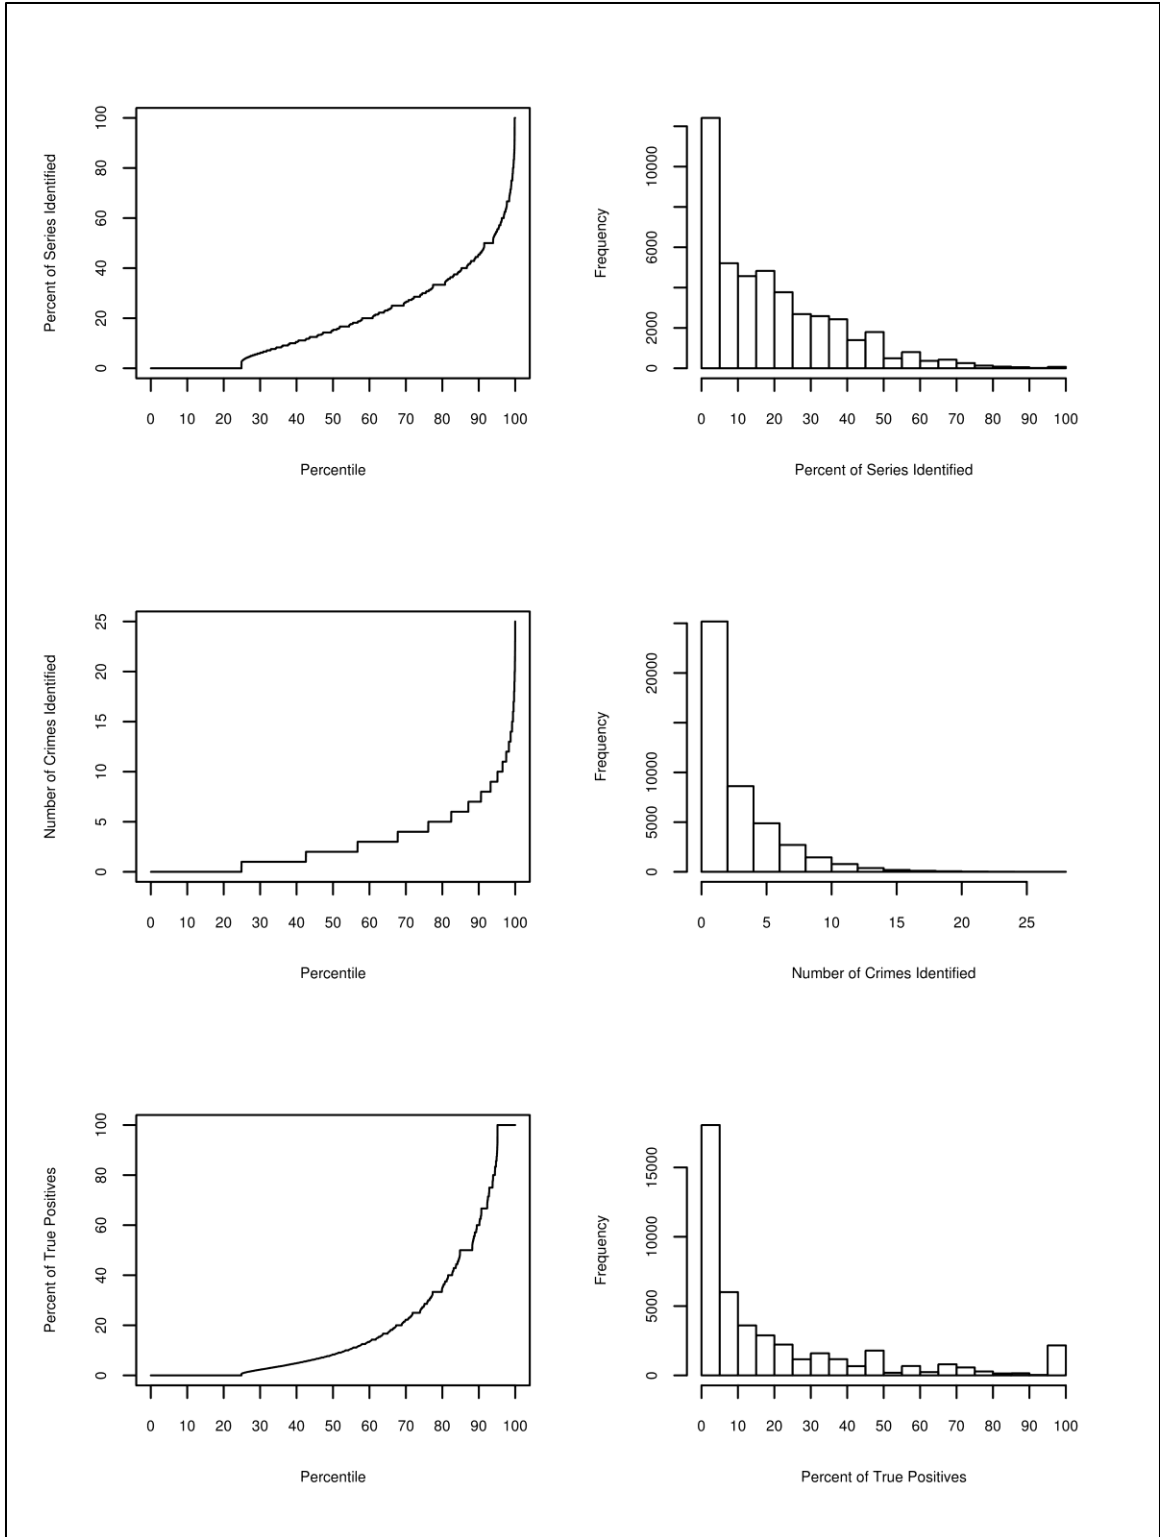 Percent of Series Identified
100
80
60
40
20
0
0 10 20 30 40 50 60 70 80 90 100
Percentile
Frequency
10000
6000
2000
0
0 10 20 30 40 50 60 70 80 90 100
Percent of Series Identified
Number of Crimes Identified
25
20
15
10
5
0
0 10 20 30 40 50 60 70 80 90 100
Percentile
Frequency
20000
10000
5000
0
0 5 10 15 20 25
Number of Crimes Identified
Percent of True Positives
100
80
60
40
20
0
0 10 20 30 40 50 60 70 80 90 100
Percentile
Frequency
15000
10000
5000
0
0 10 20 30 40 50 60 70 80 90 100
Percent of True Positives